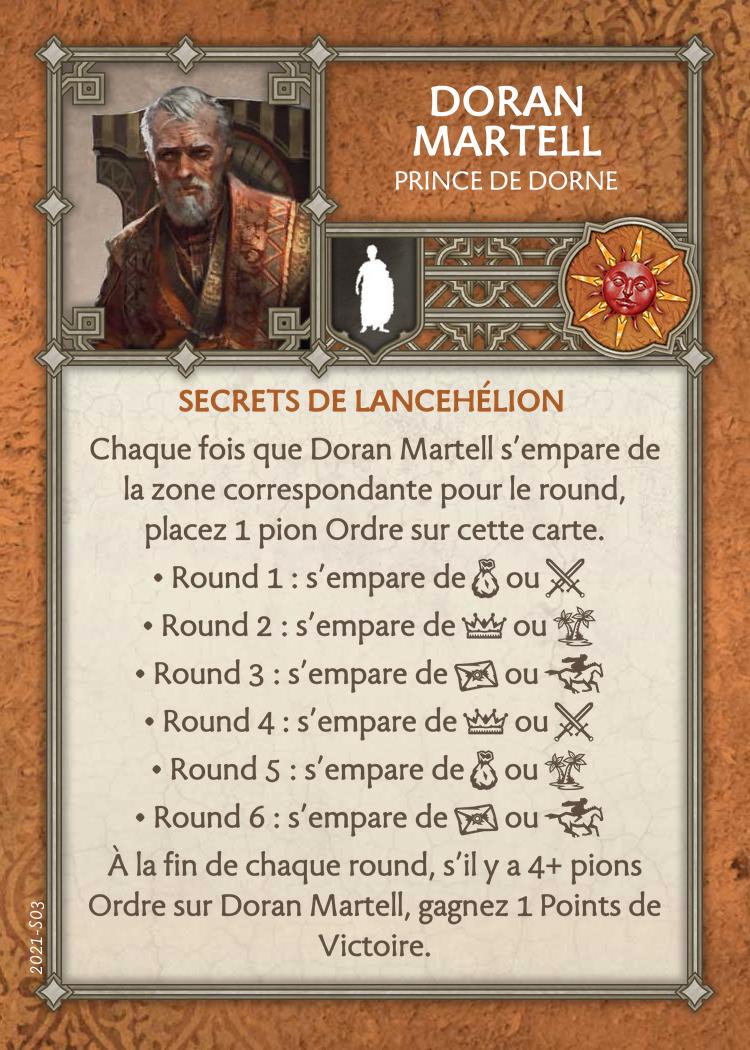 DORAN
MARTELL
PRINCE DE DORNE
SECRETS DE LANCEHÉLION
Chaque fois que Doran Martell s'empare de
la zone correspondante pour le round,
placez 1 pion Ordre sur cette carte.
• Round 1 : s'empare de ou
• Round 2 : s'empare de ou
• Round 3 : s'empare de ou
• Round 4 : s'empare de ou
• Round 5 : s'empare de ou
• Round 6 : s'empare de ou
À la fin de chaque round, s'il y a 4+ pions
Ordre sur Doran Martell, gagnez 1 Points de
Victoire.
2021-S03